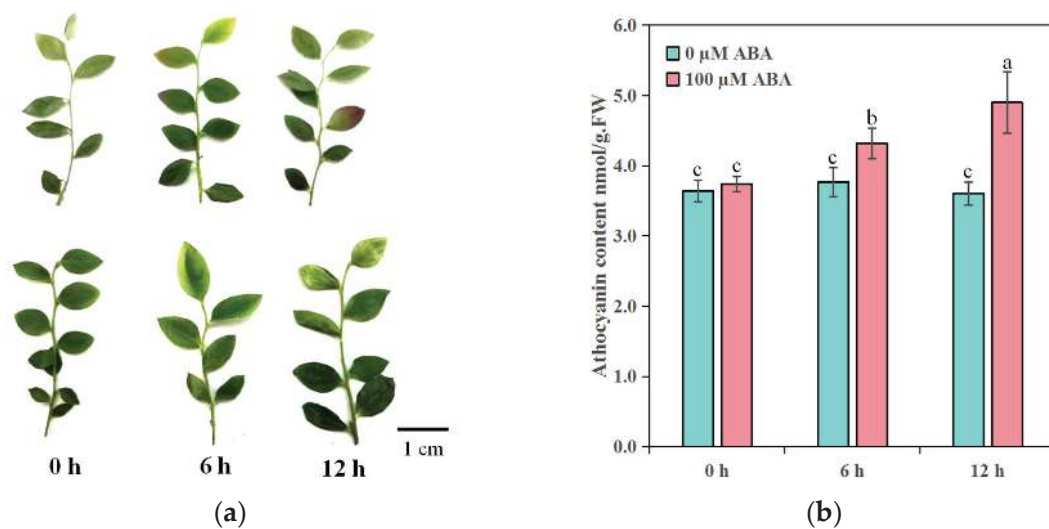 0 h 6 h 12 h
1 cm
(a)
Athocyanin content nmol/g.FW
6.0
5.0
4.0
3.0
2.0
1.0
0.0
0 µM ABA
100 µM ABA
c c c b c a
0 h 6 h 12 h
(b)